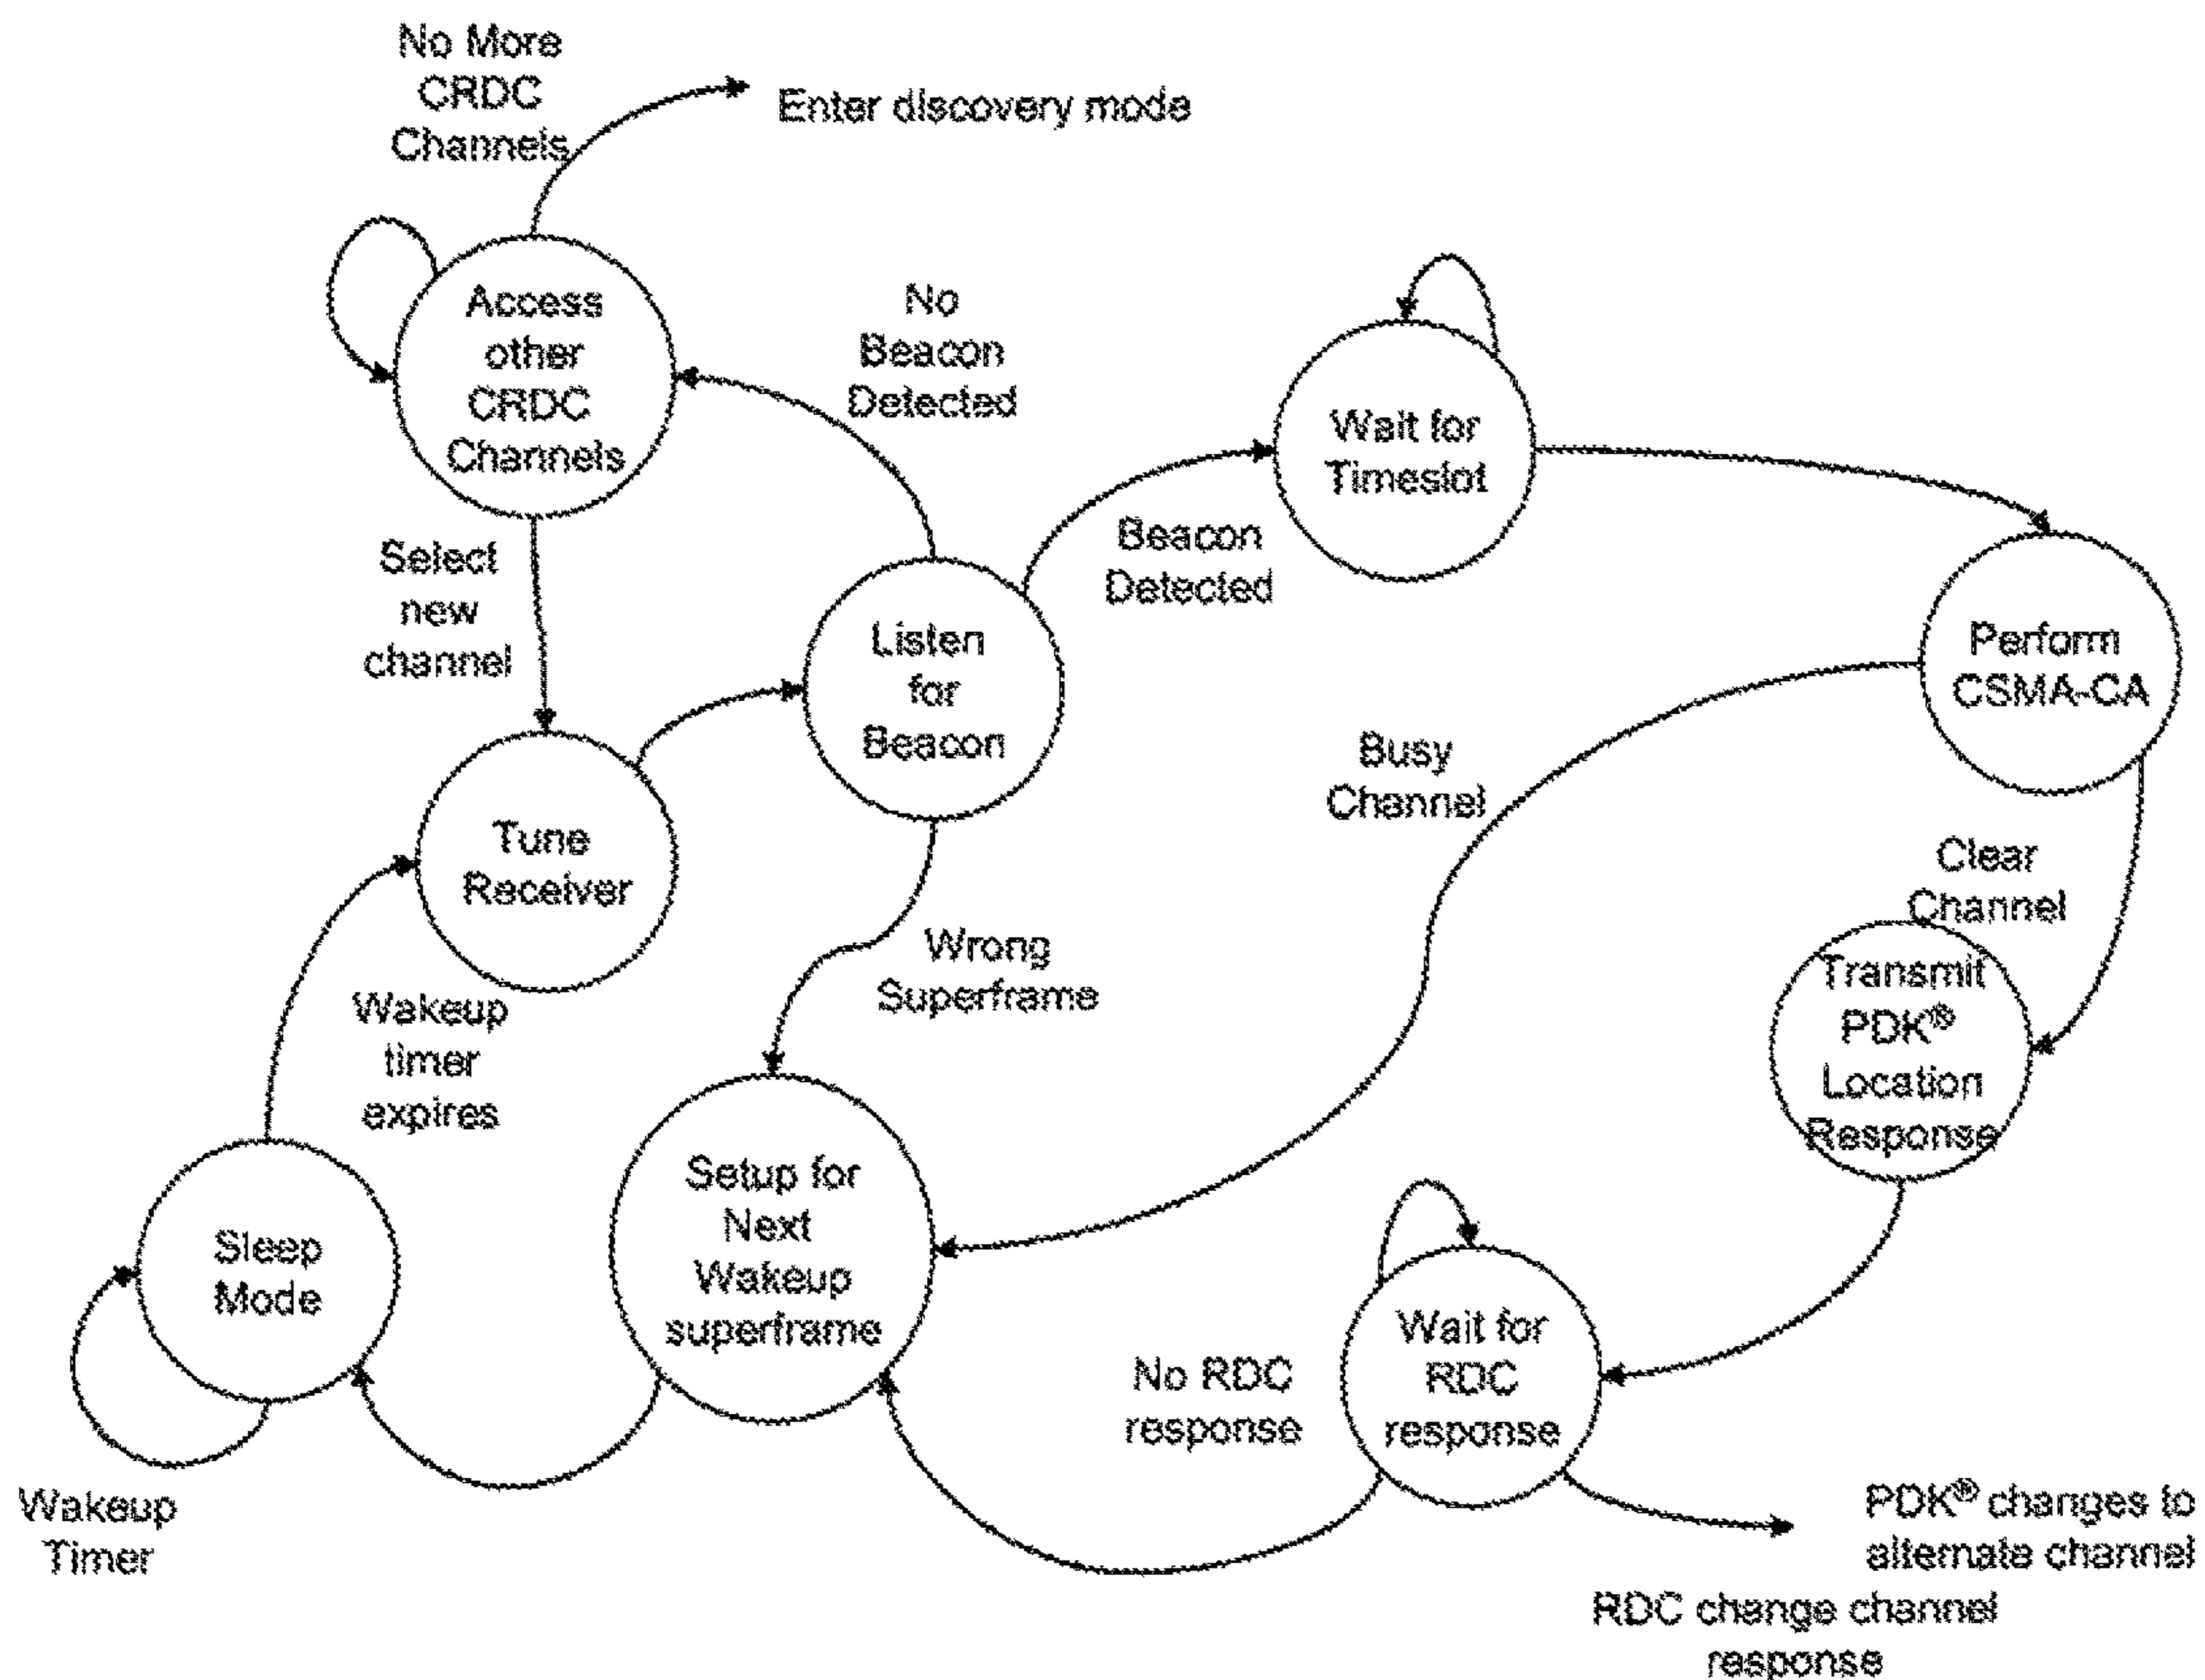 No More
CRDC
Channels
Enter discovery mode
Access
other
CRDC
Channels
No
Beacon
Detected
Wait for
Timeslot
Beacon
Detected
Select
new
channel
Listen
for
Beacon
Perform
CSMA-CA
Busy
Channel
Tune
Receiver
Clear
Channel
Wrong
Superframe
Transmit
PDK®
Location
Response
Wakeup
timer
expires
Setup for
Next
Wakeup
superframe
Sleep
Mode
Wait for
RDC
response
No RDC
response
Wakeup
Timer
PDK® changes to
alternate channel
RDC change channel
response